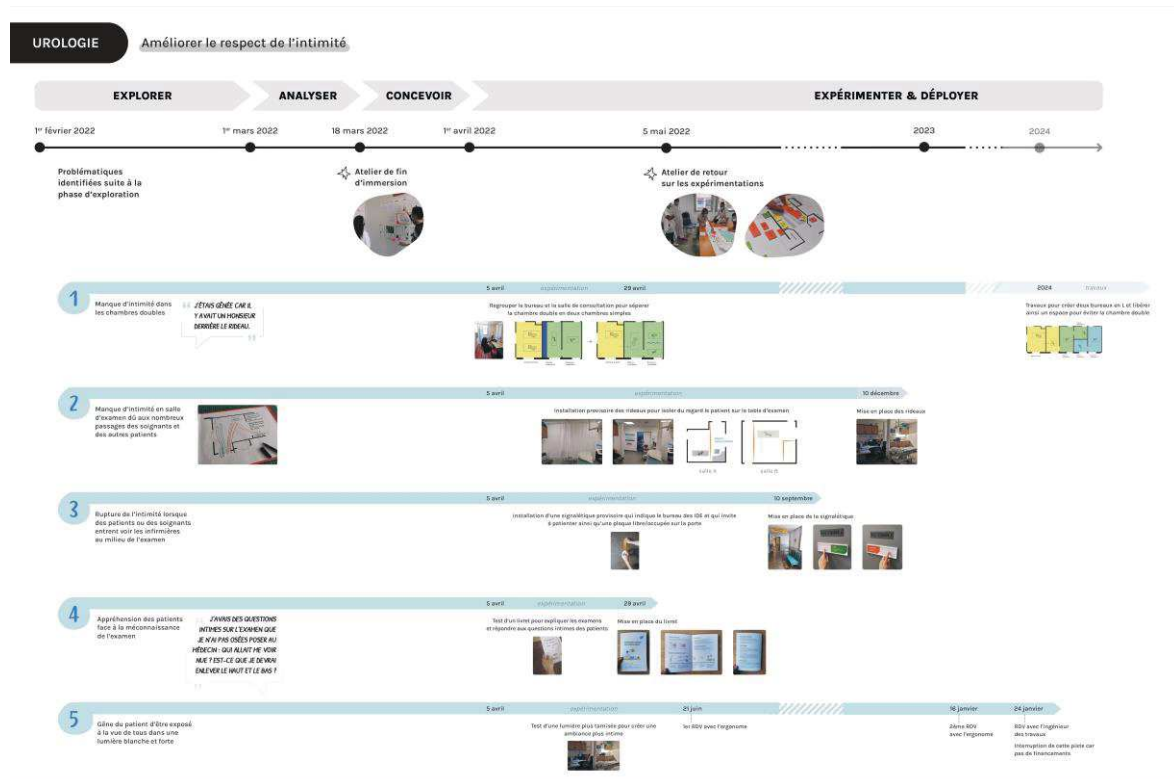 UROLOGIE
Améliorer le respect de l'intimité
EXPLORER
ANALYSER
CONCEVOIR
EXPÉRIMENTER & DÉPLOYER
1er février 2022
1er mars 2022
18 mars 2022
1er avril 2022
5 mai 2022
2023
2024
Problématiques
identifiées suite à la
phase d'exploration
Atelier de fin
d'immersion
Atelier de retour
sur les expérimentations
1
Manque d'intimité dans
les chambres doubles
J'ÉTAIS GÊNÉE CAR IL
Y AVAIT UN MONSIEUR
DERRIÈRE LE RIDEAU.
5 avril
expérimentation
29 avril
Regrouper le bureau et la salle de consultation pour séparer
la chambre double en deux chambres simples
2024
travaux
Travaux pour créer deux bureaux en L et libérer
ainsi un espace pour éviter la chambre double
2
Manque d'intimité en salle
d'examen dû aux nombreux
passages des soignants et
des autres patients
5 avril
expérimentation
10 décembre
Installation provisoire des rideaux pour isoler du regard le patient sur la table d'examen
Mise en place des rideaux
3
Rupture de l'intimité lorsque
des patients ou des soignants
entrent voir les infirmières
au milieu de l'examen
5 avril
expérimentation
10 septembre
Installation d'une signalétique provisoire qui indique le bureau des IDE et qui invite
à patienter ainsi qu'une plaque libre/occupée sur la porte
Mise en place de la signalétique
4
Appréhension des patients
face à la méconnaissance
de l'examen
J'AVAIS DES QUESTIONS
INTIMES SUR L'EXAMEN QUE
JE N'AI PAS OSÉES POSER AU
MÉDECIN : QUI ALLAIT ME VOIR
NUE ? EST-CE QUE JE DEVRAI
ENLEVER LE HAUT ET LE BAS ?
5 avril
expérimentation
29 avril
Test d'un livret pour expliquer les examens
et répondre aux questions intimes des patients
Mise en place du livret
5
Gêne du patient d'être exposé
à la vue de tous dans une
lumière blanche et forte
5 avril
expérimentation
21 juin
16 janvier
24 janvier
Test d'une lumière plus tamisée pour créer une
ambiance plus intime
1er RDV avec l'ergonome
2ème RDV
avec l'ergonome
RDV avec l'ingénieur
des travaux
Interruption de cette piste car
pas de financements